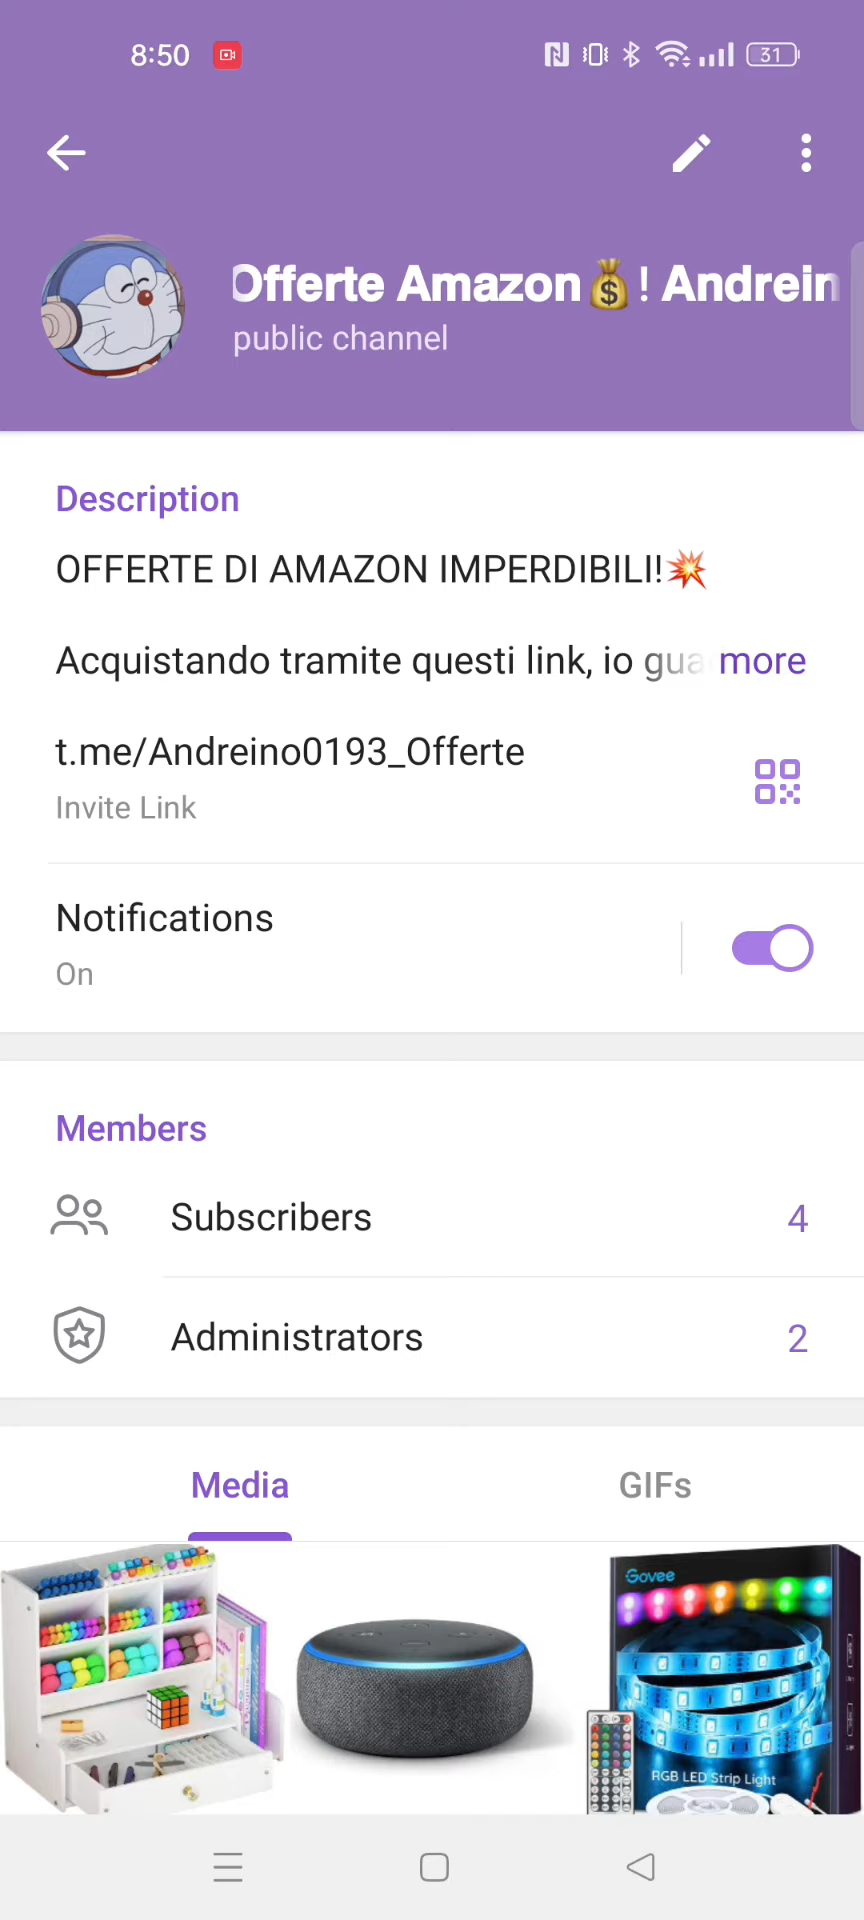 8:50
31
Offerte Amazon💰! Andrein
public channel
Description
OFFERTE DI AMAZON IMPERDIBILI!💥
Acquistando tramite questi link, io gua more
t.me/Andreino0193_Offerte
Invite Link
Notifications
On
Members
Subscribers 4
Administrators 2
Media GIFs
Govee
RGB LED Strip Light